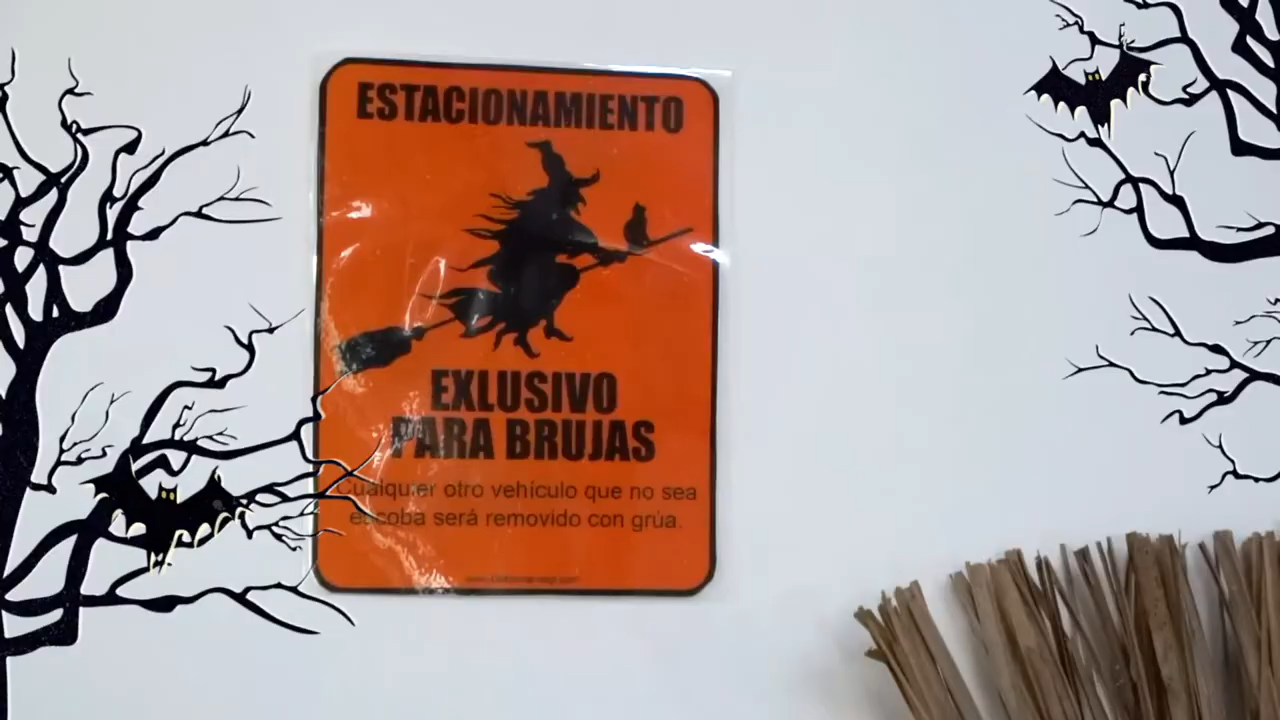 ESTACIONAMIENTO
EXLUSIVO
PARA BRUJAS
Cualquier otro vehículo que no sea
escoba será removido con grúa.